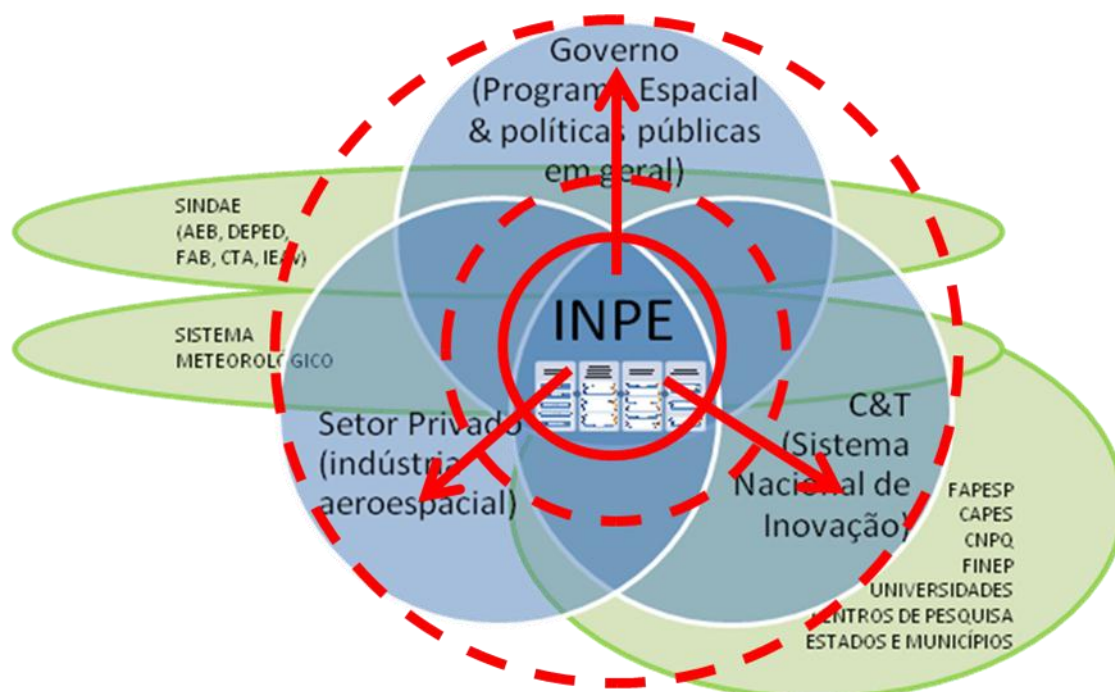 Governo
(Programa Espacial
& políticas públicas
em geral)
SINDAE
(AEB, DEPED,
FAB, CTA, IEAv)
SISTEMA
METEOROLÓGICO
INPE
Setor Privado
(indústria
aeroespacial)
C&T
(Sistema
Nacional de
Inovação)
FAPESP
CAPES
CNPQ
FINEP
UNIVERSIDADES
CENTROS DE PESQUISA
ESTADOS E MUNICÍPIOS